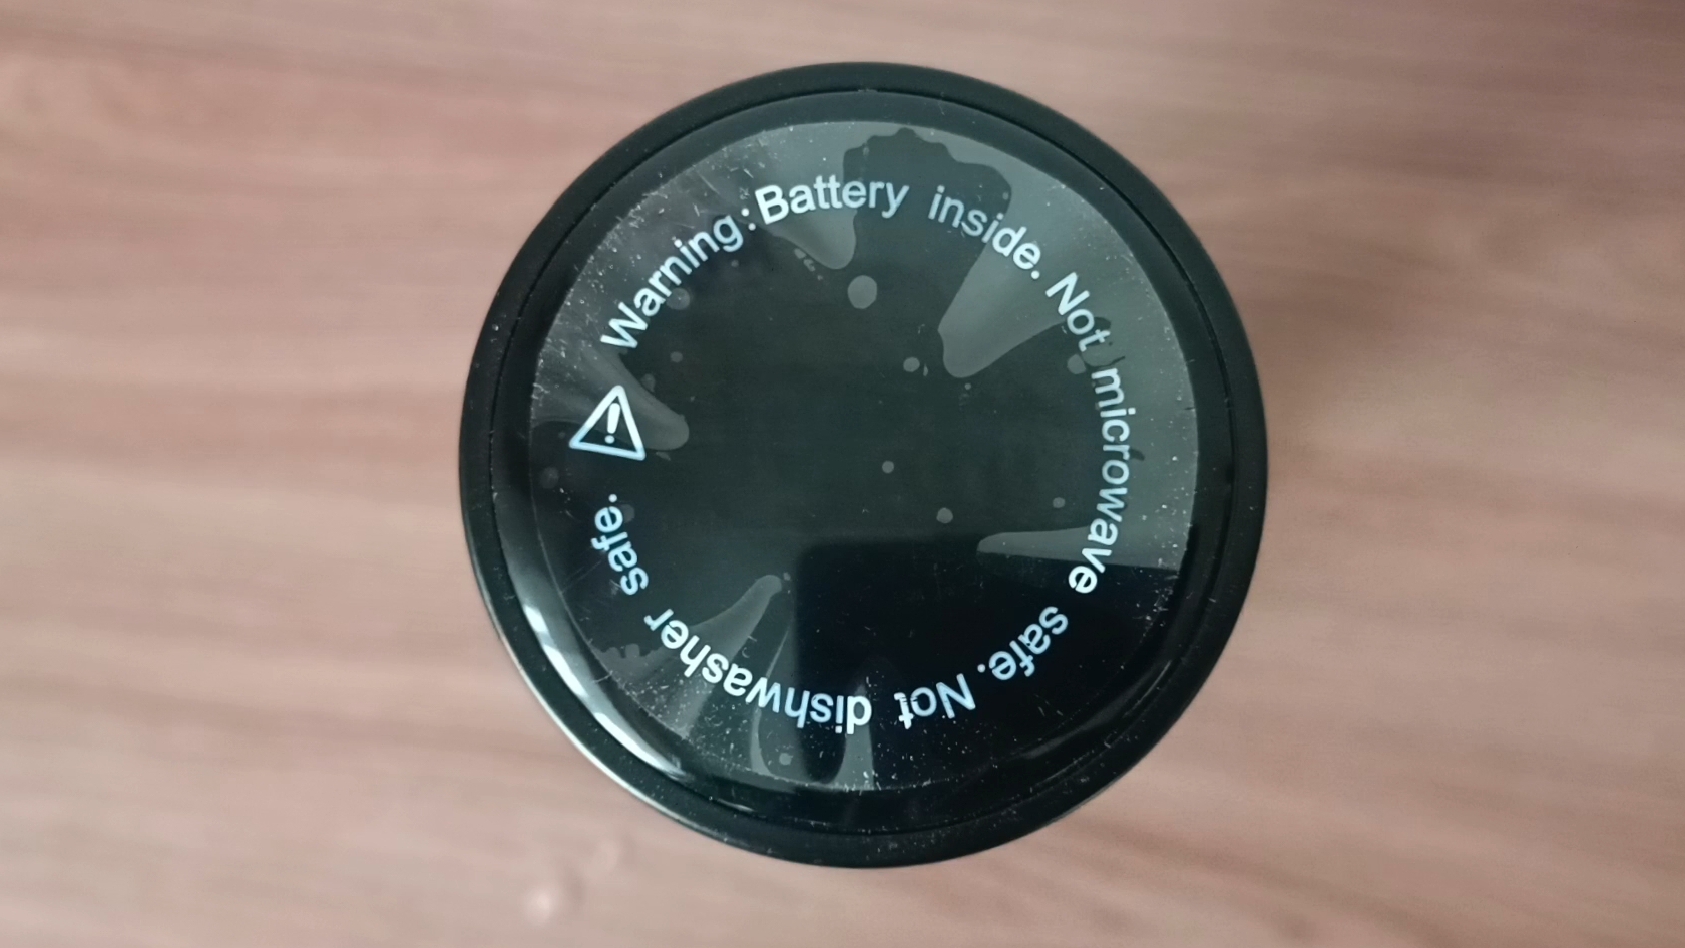 Warning: Battery inside. Not microwave safe. Not dishwasher safe.